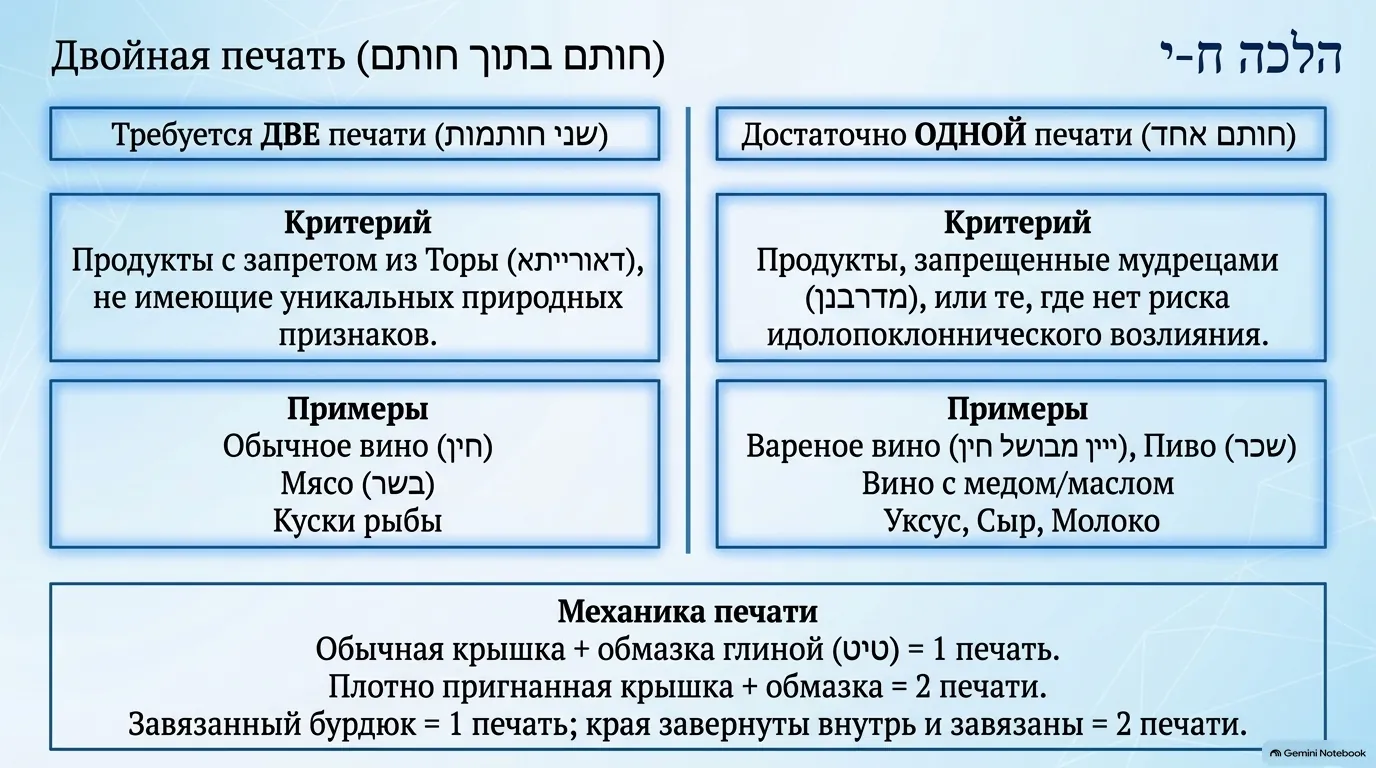 Двойная печать (חותם בתוך חותם)
הלכה ח-י
Требуется ДВЕ печати (שני חותמות)
Критерий
Продукты с запретом из Торы (דאורייתא),
не имеющие уникальных природных
признаков.
Примеры
Обычное вино (חין)
Мясо (בשר)
Куски рыбы
Достаточно ОДНОЙ печати (חותם אחד)
Критерий
Продукты, запрещенные мудрецами
(מדרבנן), или те, где нет риска
идолопоклоннического возлияния.
Примеры
Вареное вино (ייין מבושל חין), Пиво (שכר)
Вино с медом/маслом
Уксус, Сыр, Молоко
Механика печати
Обычная крышка + обмазка глиной (טיט) = 1 печать.
Плотно пригнанная крышка + обмазка = 2 печати.
Завязанный бурдюк = 1 печать; края завернуты внутрь и завязаны = 2 печати.
Gemini Notebook